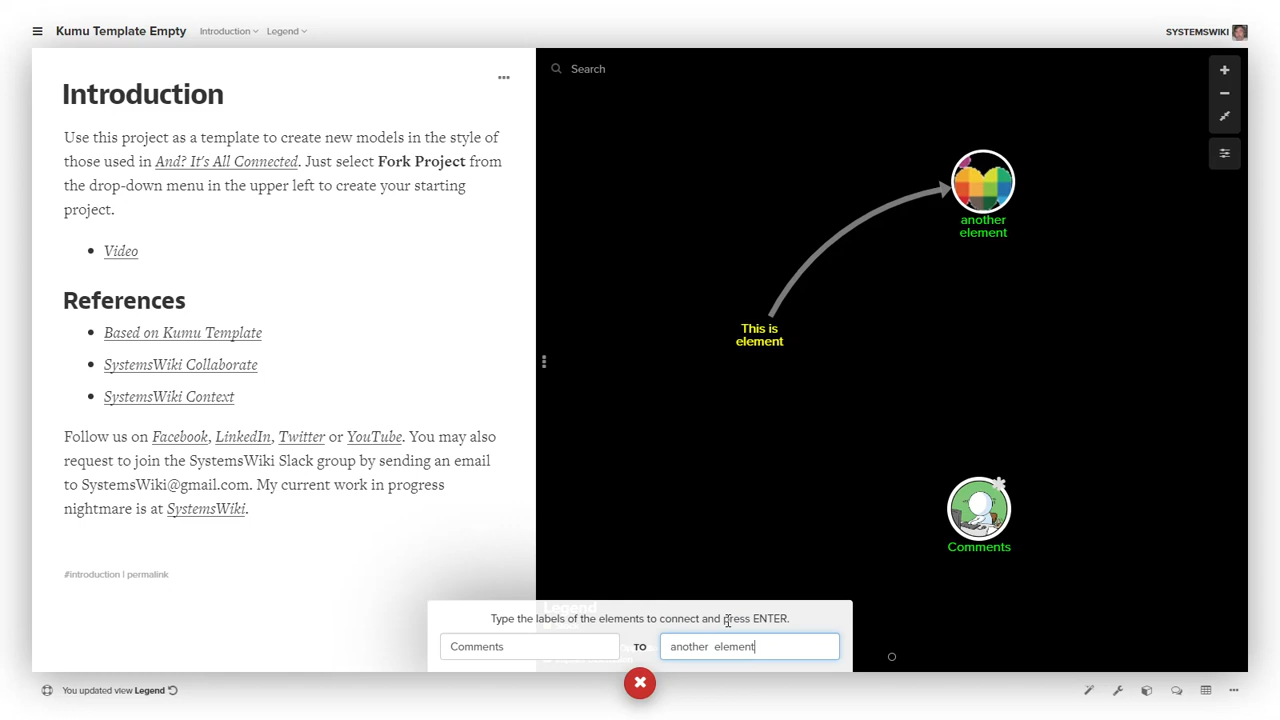 Kumu Template Empty
Introduction
Legend
SYSTEMSWIKI
Introduction
Use this project as a template to create new models in the style of
those used in And? It's All Connected. Just select Fork Project from
the drop-down menu in the upper left to create your starting
project.
• Video
References
• Based on Kumu Template
• SystemsWiki Collaborate
• SystemsWiki Context
Follow us on Facebook, LinkedIn, Twitter or YouTube. You may also
request to join the SystemsWiki Slack group by sending an email
to SystemsWiki@gmail.com. My current work in progress
nightmare is at SystemsWiki.
#introduction | permalink
Search
another
element
This is
element
Comments
Legend
Type the labels of the elements to connect and press ENTER.
Comments
TO
another element
You updated view Legend